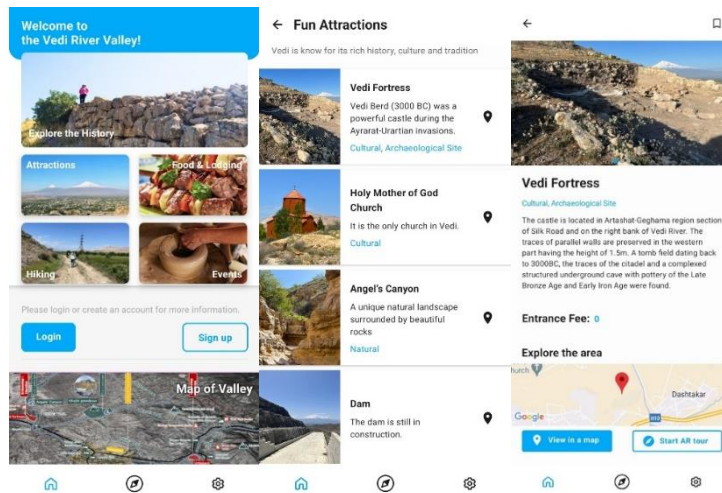 Welcome to
the Vedi River Valley!
Explore the History
Attractions
Food & Lodging
Hiking
Events
Please login or create an account for more information.
Login
Sign up
Map of Valley
Fun Attractions
Vedi is know for its rich history, culture and tradition
Vedi Fortress
Vedi Berd (3000 BC) was a
powerful castle during the
Ayrarat-Urartian invasions.
Cultural, Archaeological Site
Holy Mother of God
Church
It is the only church in Vedi.
Cultural
Angel's Canyon
A unique natural landscape
surrounded by beautiful
rocks
Natural
Dam
The dam is still in
construction.
Vedi Fortress
Cultural, Archaeological Site
The castle is located in Artashat-Geghama region section
of Silk Road and on the right bank of Vedi River. The
traces of parallel walls are preserved in the western
part having the height of 1.5m. A tomb field dating back
to 3000BC, the traces of the citadel and a complexed
structured underground cave with pottery of the Late
Bronze Age and Early Iron Age were found.
Entrance Fee: 0
Explore the area
hurch
Dashtakar
Google
View in a map
Start AR tour